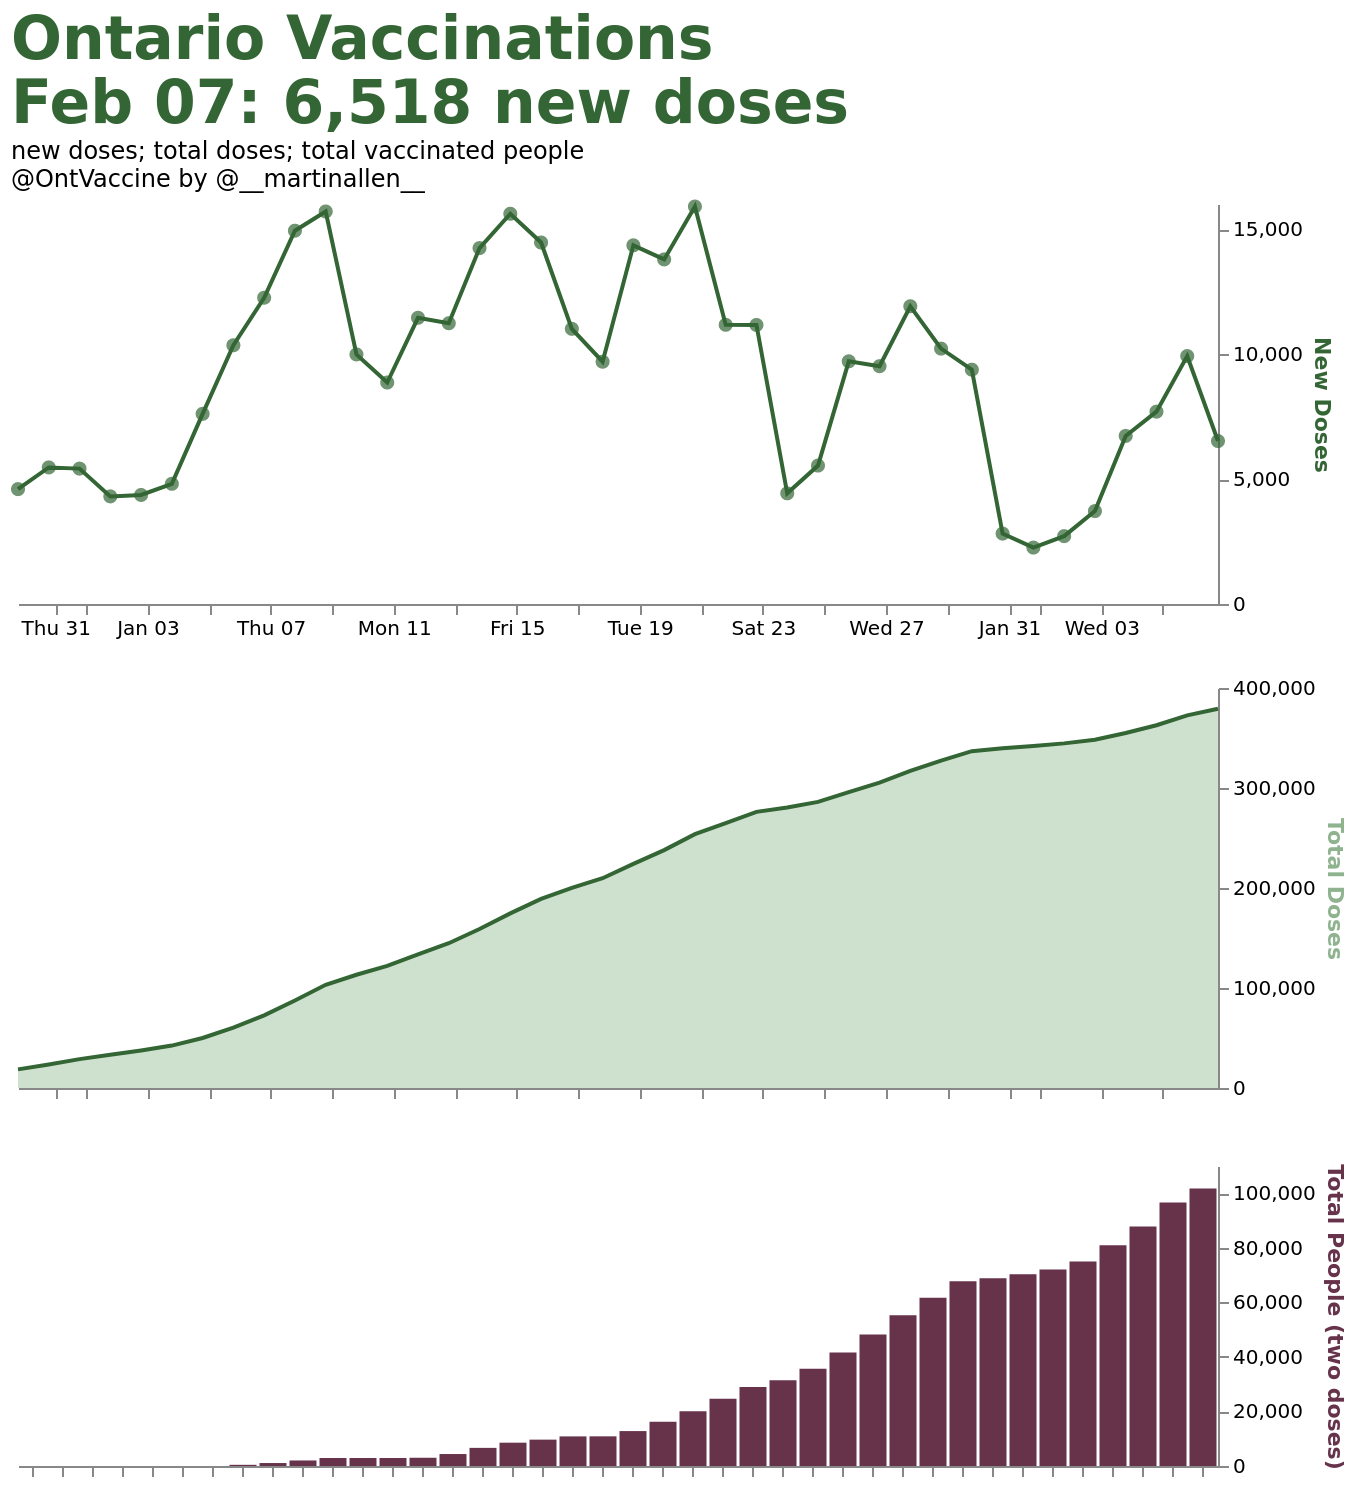 Ontario Vaccinations
Feb 07: 6,518 new doses
new doses; total doses; total vaccinated people
@OntVaccine by @__martinallen__
15,000
10,000
5,000
0
New Doses
Thu 31 Jan 03 Thu 07 Mon 11 Fri 15 Tue 19 Sat 23 Wed 27 Jan 31 Wed 03
400,000
300,000
200,000
100,000
0
Total Doses
100,000
80,000
60,000
40,000
20,000
0
Total People (two doses)